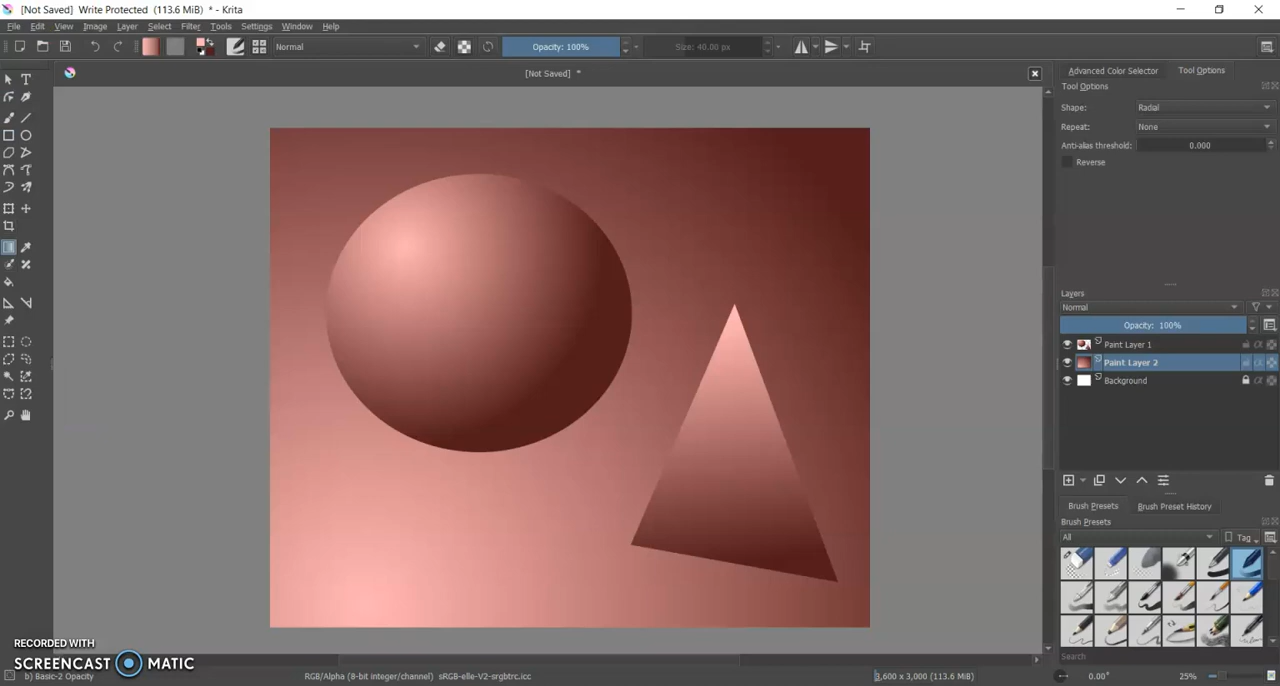 [Not Saved] Write Protected (113.6 MiB) * - Krita
File Edit View Image Layer Select Filter Tools Settings Window Help
Normal Opacity: 100% Size: 40.00 px
[Not Saved] *
Advanced Color Selector Tool Options
Tool Options
Shape: Radial
Repeat: None
Anti-alias threshold: 0.000
Reverse
Layers
Normal
Opacity: 100%
Paint Layer 1
Paint Layer 2
Background
Brush Presets Brush Preset History
Brush Presets
All Tag
Search
RECORDED WITH
SCREENCAST MATIC
b) Basic-2 Opacity RGB/Alpha (8-bit integer/channel) sRGB-elle-V2-srgbtrc.icc 3,600 x 3,000 (113.6 MiB) 0.00° 25%